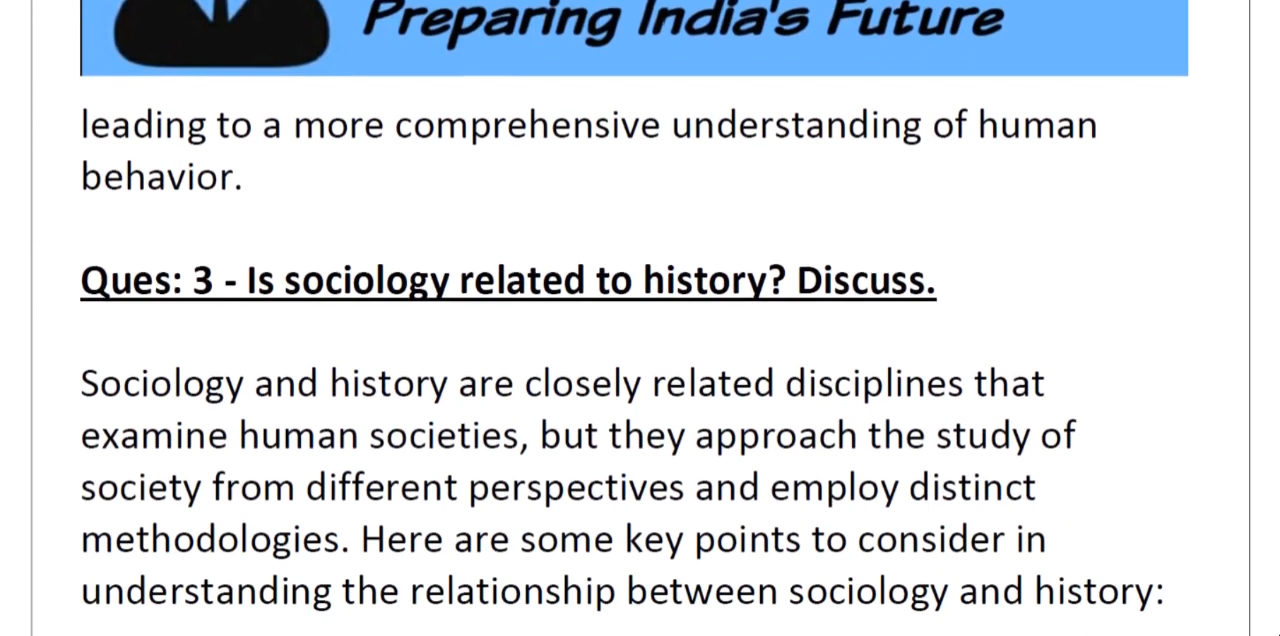 Preparing India's Future
leading to a more comprehensive understanding of human
behavior.
Ques: 3 - Is sociology related to history? Discuss.
Sociology and history are closely related disciplines that
examine human societies, but they approach the study of
society from different perspectives and employ distinct
methodologies. Here are some key points to consider in
understanding the relationship between sociology and history: